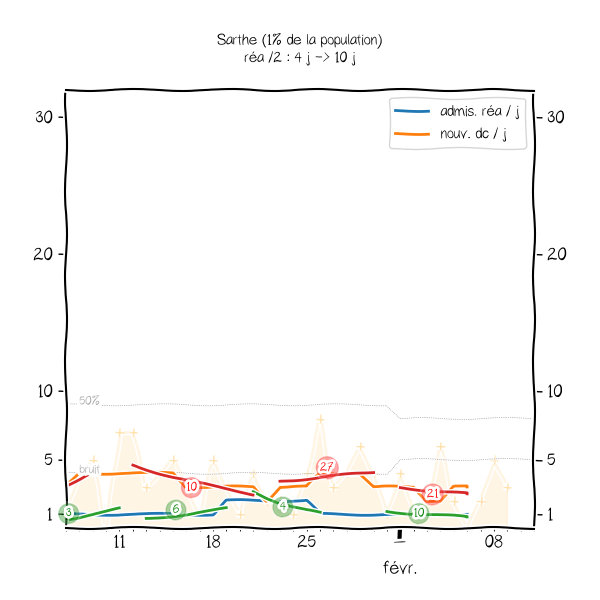 Sarthe (1% de la population)
réa /2 : 4 j -> 10 j
admis. réa / j
nouv. dc / j
30 30
20 20
10 10
50%
5 5
bruit
27
10
21
3 6 4 10
1 1
11 18 25 1 08
févr.